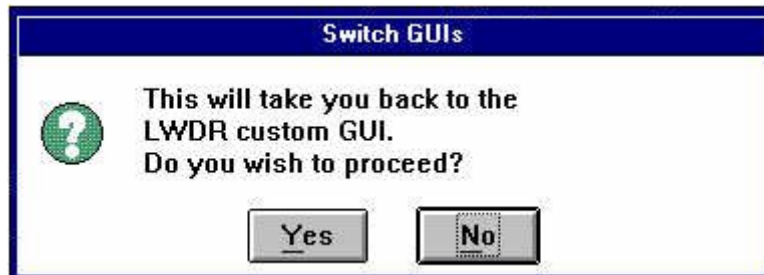 Switch GUIs
This will take you back to the
LWDR custom GUI.
Do you wish to proceed?
Yes No